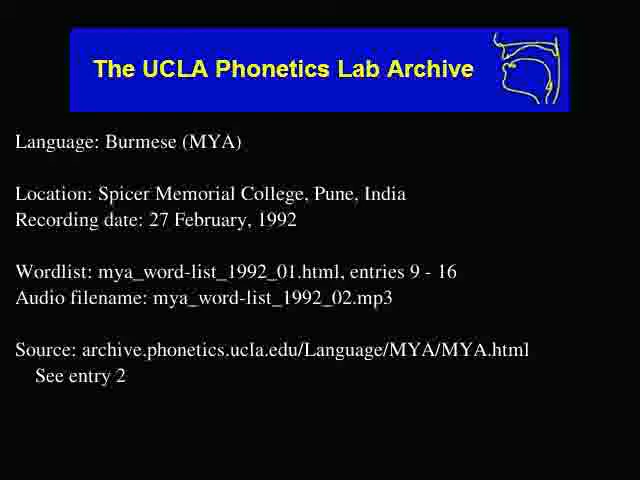 The UCLA Phonetics Lab Archive
Language: Burmese (MYA)
Location: Spicer Memorial College, Pune, India
Recording date: 27 February, 1992
Wordlist: mya_word-list_1992_01.html, entries 9 - 16
Audio filename: mya_word-list_1992_02.mp3
Source: archive.phonetics.ucla.edu/Language/MYA/MYA.html
See entry 2